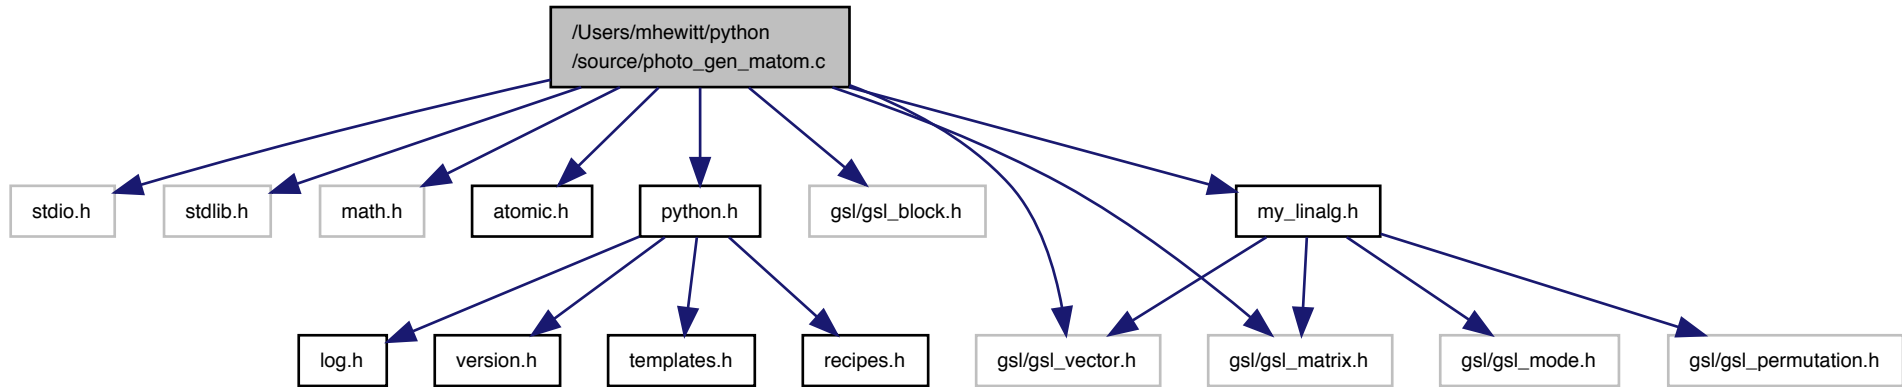 /Users/mhewitt/python
/source/photo_gen_matom.c
stdio.h
stdlib.h
math.h
atomic.h
python.h
gsl/gsl_block.h
my_linalg.h
log.h
version.h
templates.h
recipes.h
gsl/gsl_vector.h
gsl/gsl_matrix.h
gsl/gsl_mode.h
gsl/gsl_permutation.h